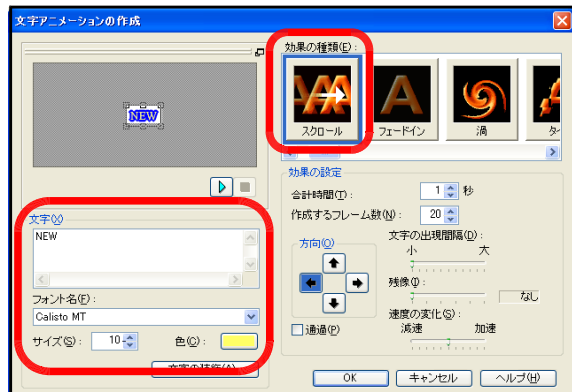 文字アニメーションの作成
NEW
文字(X)
NEW
フォント名(F):
Calisto MT
サイズ(S): 10 色(C):
文字の装飾(A)
効果の種類(E):
スクロール フェードイン 渦
効果の設定
合計時間(T): 1 秒
作成するフレーム数(N): 20
方向(O)
通過(P)
文字の出現間隔(D):
小 大
残像(I):
なし
速度の変化(S):
減速 加速
OK キャンセル ヘルプ(H)